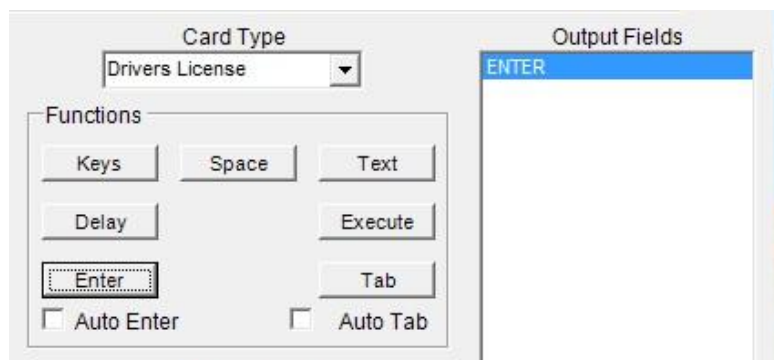 Card Type
Output Fields
Drivers License
ENTER
Functions
Keys Space Text
Delay Execute
Enter Tab
Auto Enter Auto Tab